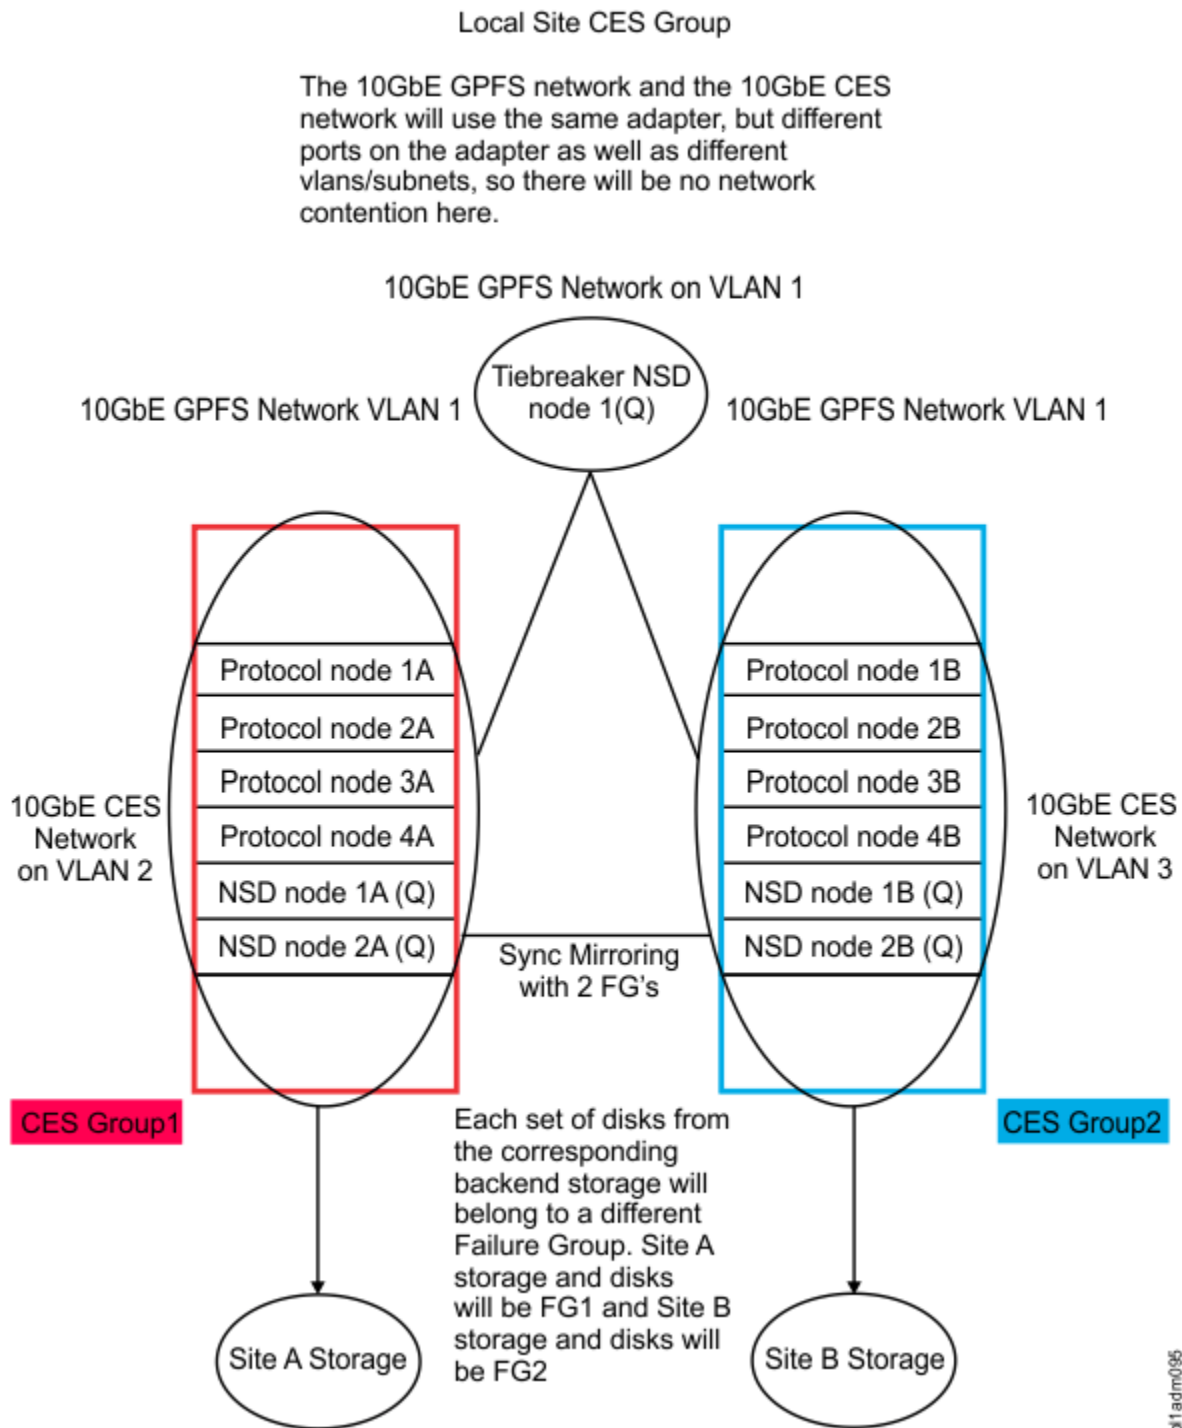 Local Site CES Group
The 10GbE GPFS network and the 10GbE CES
network will use the same adapter, but different
ports on the adapter as well as different
vlans/subnets, so there will be no network
contention here.
10GbE GPFS Network on VLAN 1
Tiebreaker NSD
node 1(Q)
10GbE GPFS Network VLAN 1
10GbE GPFS Network VLAN 1
Protocol node 1A
Protocol node 2A
Protocol node 3A
Protocol node 4A
NSD node 1A (Q)
NSD node 2A (Q)
10GbE CES
Network
on VLAN 2
Protocol node 1B
Protocol node 2B
Protocol node 3B
Protocol node 4B
NSD node 1B (Q)
NSD node 2B (Q)
10GbE CES
Network
on VLAN 3
Sync Mirroring
with 2 FG's
CES Group1
CES Group2
Each set of disks from
the corresponding
backend storage will
belong to a different
Failure Group. Site A
storage and disks
will be FG1 and Site B
storage and disks will
be FG2
Site A Storage
Site B Storage